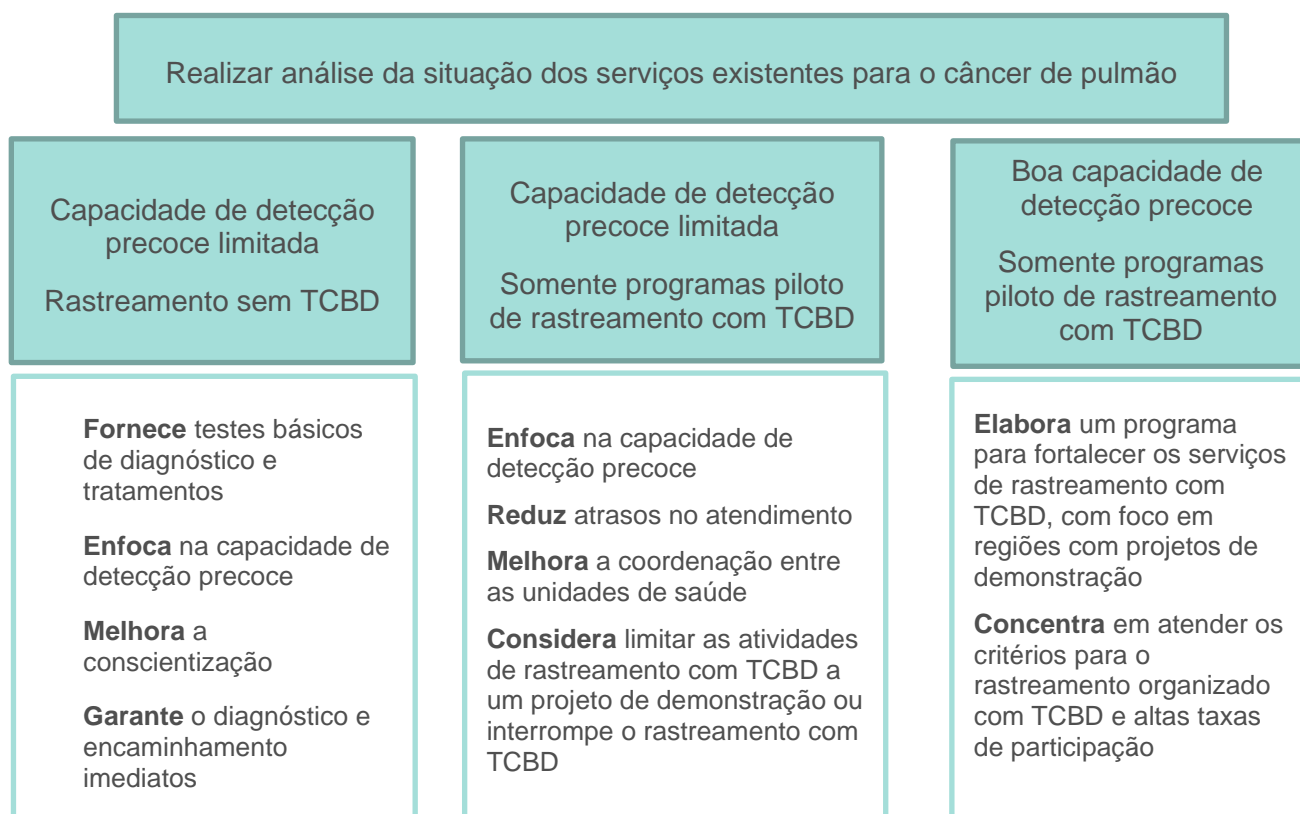 Realizar análise da situação dos serviços existentes para o câncer de pulmão
Capacidade de detecção
precoce limitada
Rastreamento sem TCBD
Fornece testes básicos
de diagnóstico e
tratamentos
Enfoca na capacidade de
detecção precoce
Melhora a
conscientização
Garante o diagnóstico e
encaminhamento
imediatos
Capacidade de detecção
precoce limitada
Somente programas piloto
de rastreamento com TCBD
Enfoca na capacidade de
detecção precoce
Reduz atrasos no atendimento
Melhora a coordenação entre
as unidades de saúde
Considera limitar as atividades
de rastreamento com TCBD a
um projeto de demonstração ou
interrompe o rastreamento com
TCBD
Boa capacidade de
detecção precoce
Somente programas
piloto de rastreamento
com TCBD
Elabora um programa
para fortalecer os serviços
de rastreamento com
TCBD, com foco em
regiões com projetos de
demonstração
Concentra em atender os
critérios para o
rastreamento organizado
com TCBD e altas taxas
de participação